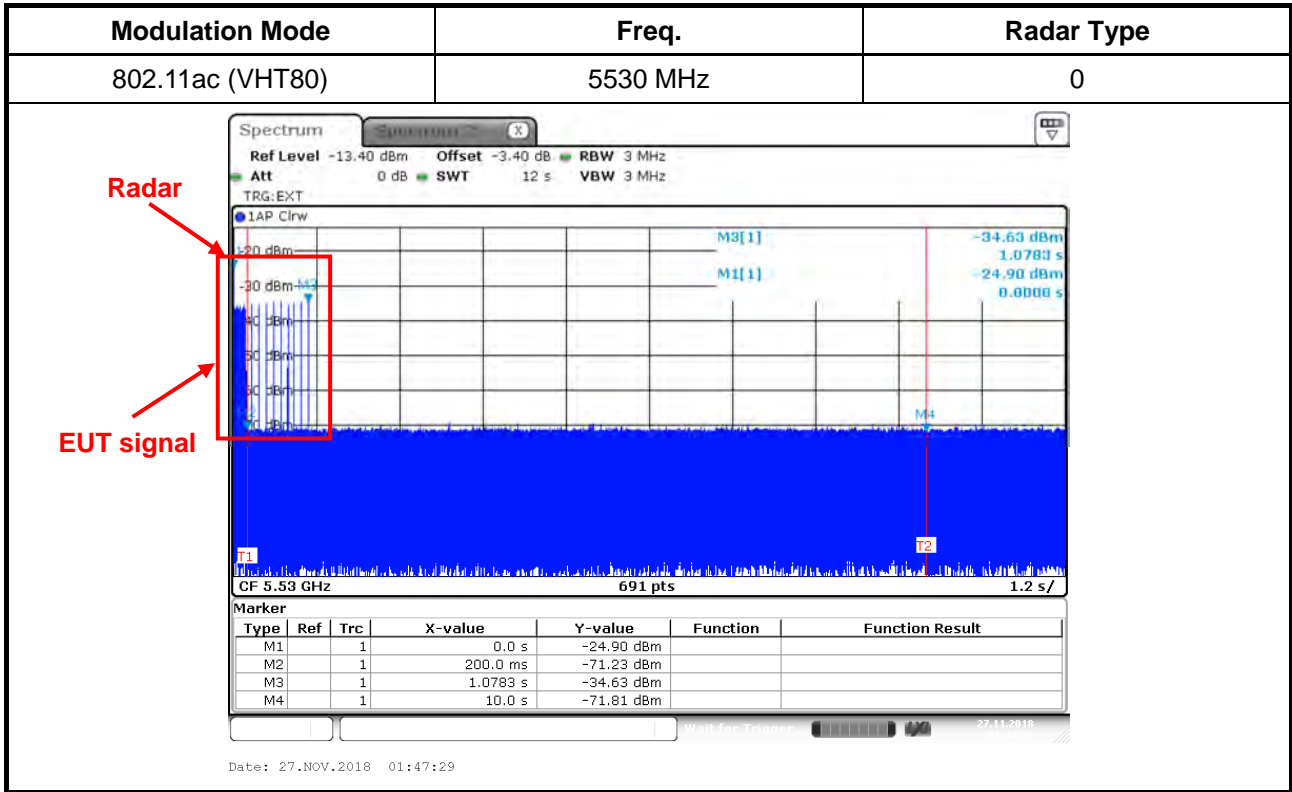 Modulation Mode Freq. Radar Type
802.11ac (VHT80) 5530 MHz 0
Spectrum X
Ref Level -13.40 dBm Offset -3.40 dB RBW 3 MHz
Att 0 dB SWT 12 s VBW 3 MHz
TRG:EXT
Radar
1AP Clrw
M3[1] -34.63 dBm
-20 dBm 1.0783 s
M1[1] -24.90 dBm
-30 dBm M3 0.0000 s
EUT signal
M4
T1 T2
CF 5.53 GHz 691 pts 1.2 s/
Marker
Type Ref Trc X-value Y-value Function Function Result
M1 1 0.0 s -24.90 dBm
M2 1 200.0 ms -71.23 dBm
M3 1 1.0783 s -34.63 dBm
M4 1 10.0 s -71.81 dBm
Wait for Trigger... 27.11.2018
Date: 27.NOV.2018 01:47:29